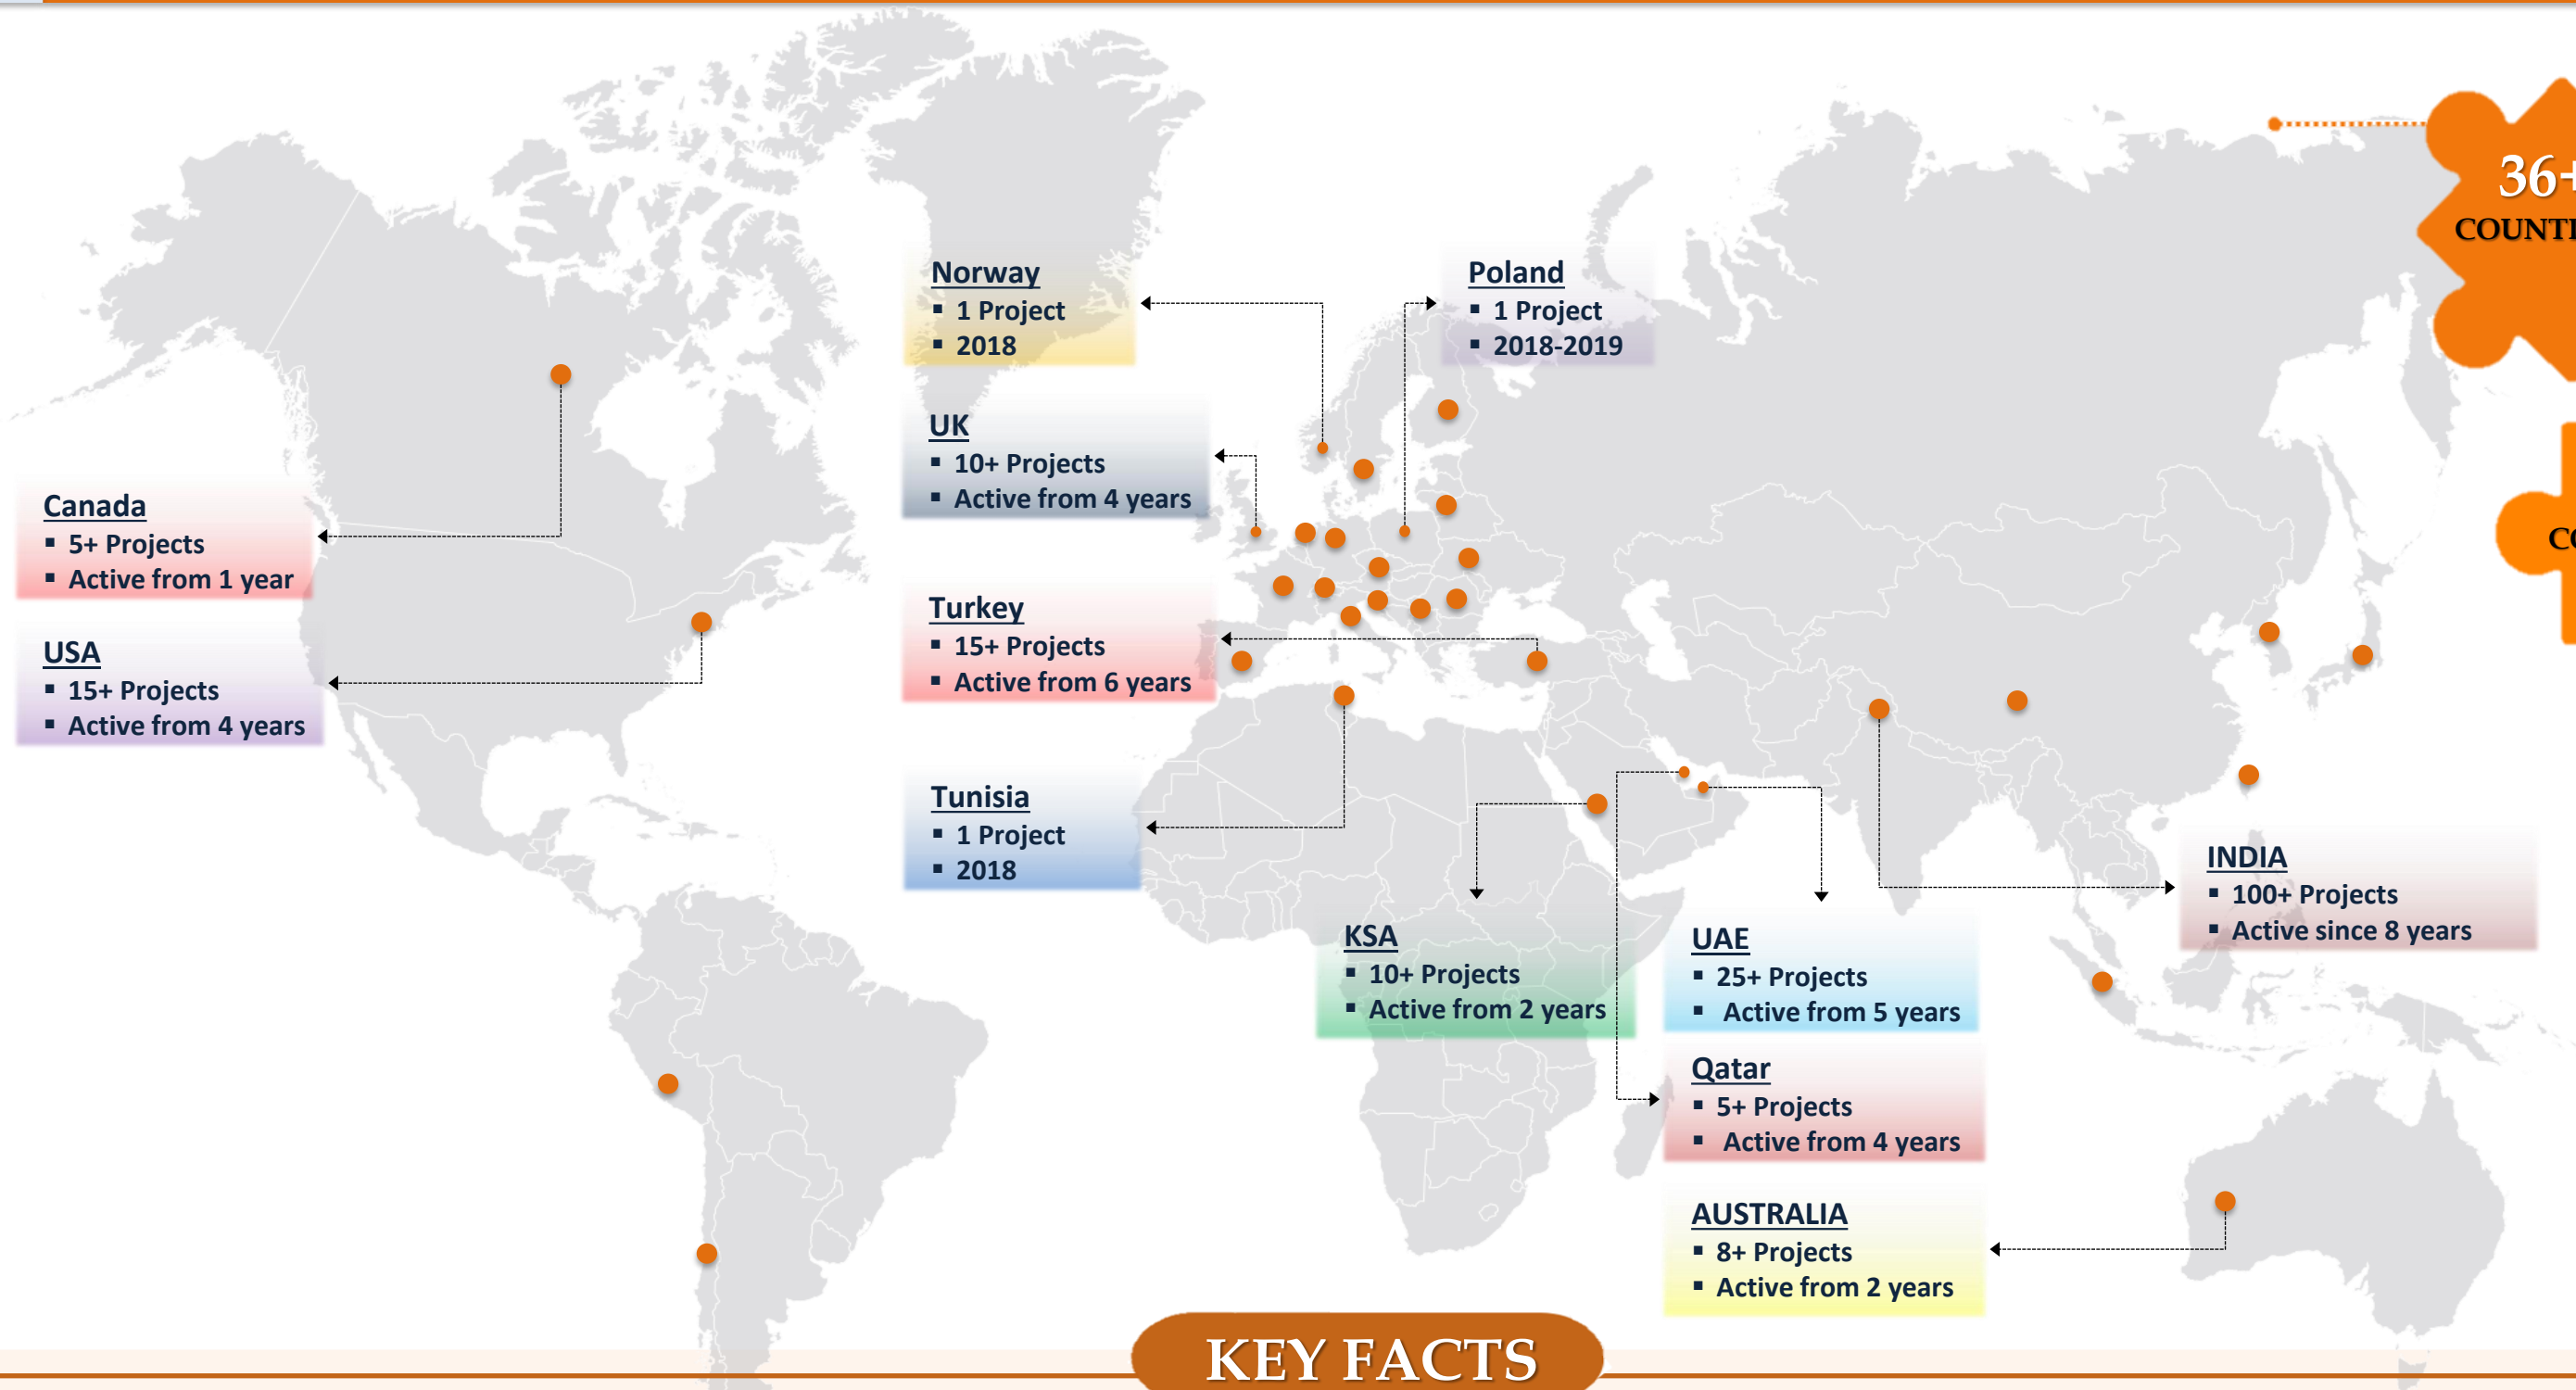 36+
Norway
▪ 1 Project
▪ 2018
Poland
▪ 1 Project
▪ 2018-2019
UK
▪ 10+ Projects
▪ Active from 4 years
Canada
▪ 5+ Projects
▪ Active from 1 year
Turkey
▪ 15+ Projects
▪ Active from 6 years
USA
▪ 15+ Projects
▪ Active from 4 years
Tunisia
▪ 1 Project
▪ 2018
INDIA
▪ 100+ Projects
▪ Active since 8 years
KSA
▪ 10+ Projects
▪ Active from 2 years
UAE
▪ 25+ Projects
▪ Active from 5 years
Qatar
▪ 5+ Projects
▪ Active from 4 years
AUSTRALIA
▪ 8+ Projects
▪ Active from 2 years
KEY FACTS